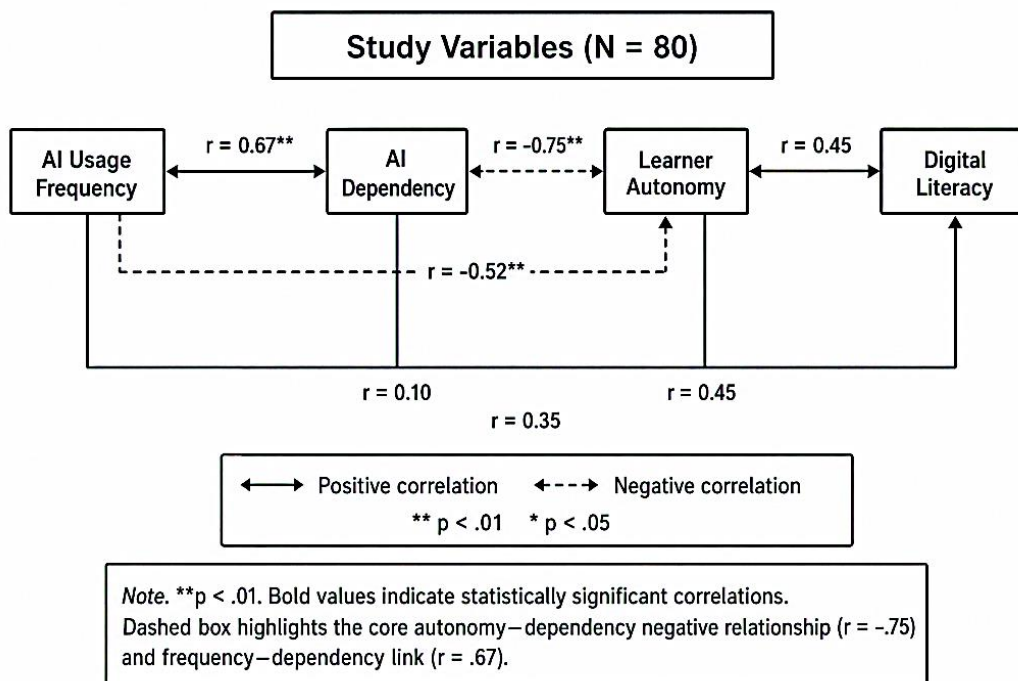 Study Variables (N = 80)
AI Usage
Frequency
r = 0.67**
AI
Dependency
r = -0.75**
Learner
Autonomy
r = 0.45
Digital
Literacy
r = -0.52**
r = 0.10
r = 0.45
r = 0.35
Positive correlation
Negative correlation
** p < .01 * p < .05
Note. **p < .01. Bold values indicate statistically significant correlations.
Dashed box highlights the core autonomy–dependency negative relationship (r = –.75)
and frequency–dependency link (r = .67).